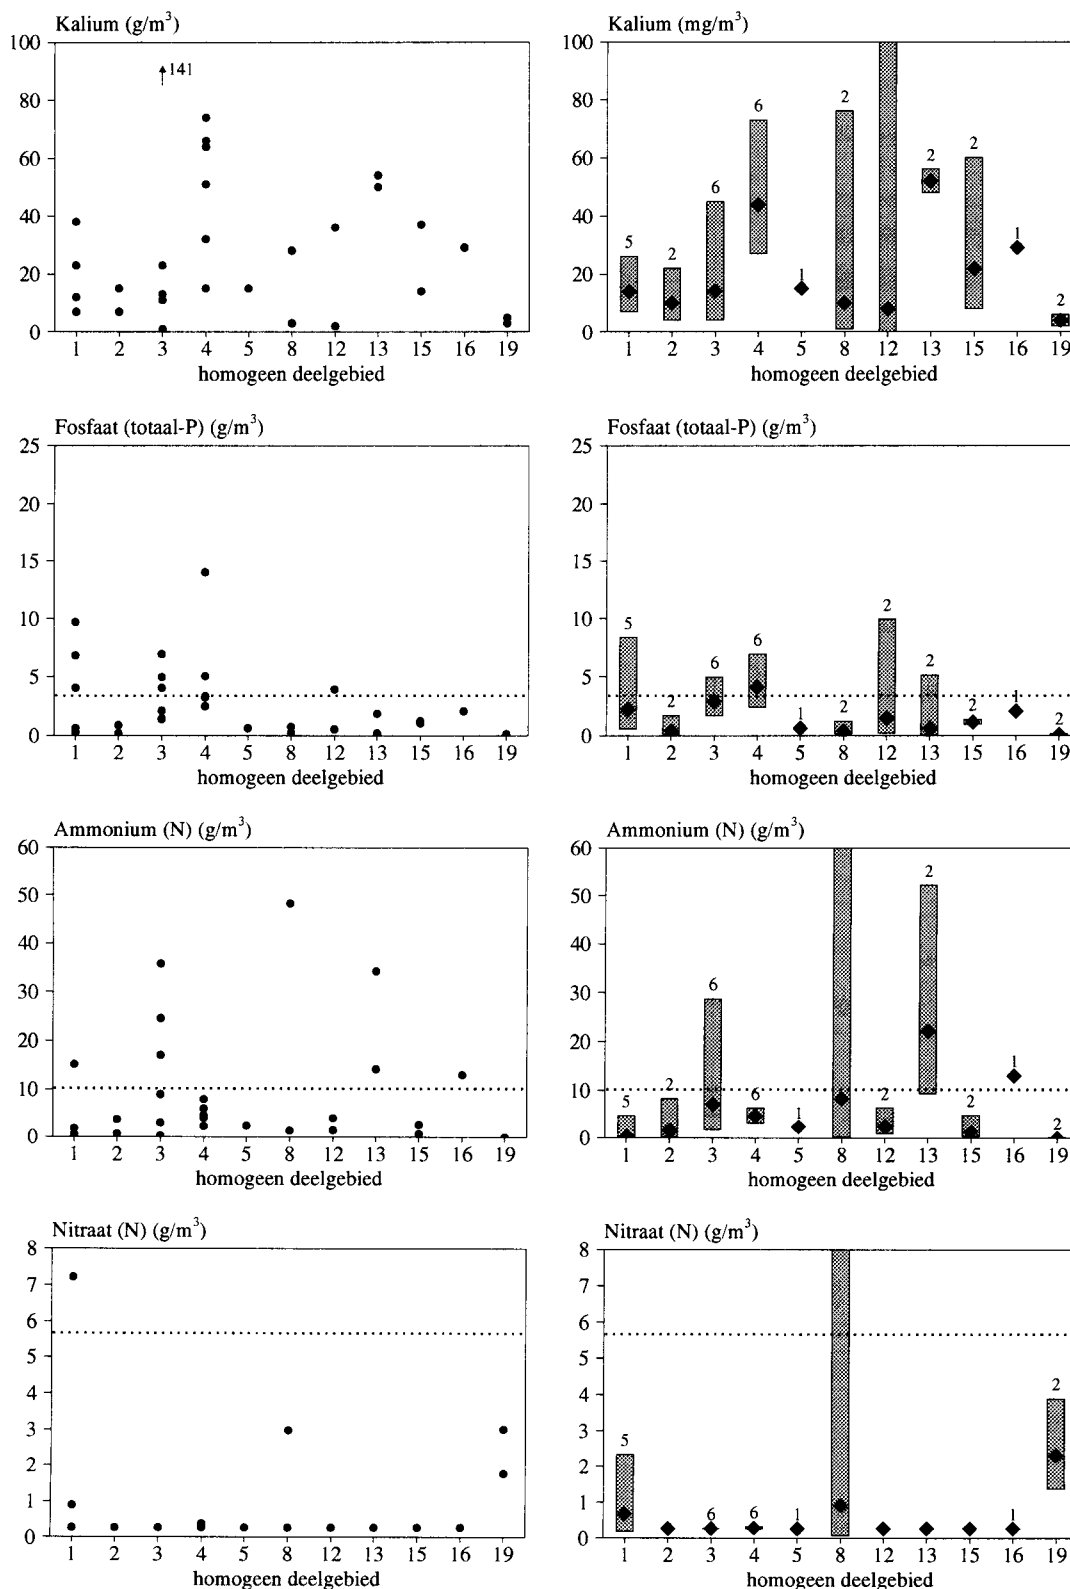 Kalium (g/m³)
100
80
60
40
20
0
141
1 2 3 4 5 8 12 13 15 16 19
homogeen deelgebied
Kalium (mg/m³)
100
80
60
40
20
0
5 2 6 6 1 2 2 2 1 2
1 2 3 4 5 8 12 13 15 16 19
homogeen deelgebied
Fosfaat (totaal-P) (g/m³)
25
20
15
10
5
0
1 2 3 4 5 8 12 13 15 16 19
homogeen deelgebied
Fosfaat (totaal-P) (g/m³)
25
20
15
10
5
0
5 2 6 6 1 2 2 2 2 1 2
1 2 3 4 5 8 12 13 15 16 19
homogeen deelgebied
Ammonium (N) (g/m³)
60
50
40
30
20
10
0
1 2 3 4 5 8 12 13 15 16 19
homogeen deelgebied
Ammonium (N) (g/m³)
60
50
40
30
20
10
0
5 2 6 6 1 2 2 2 1 2
1 2 3 4 5 8 12 13 15 16 19
homogeen deelgebied
Nitraat (N) (g/m³)
8
7
6
5
4
3
2
1
0
1 2 3 4 5 8 12 13 15 16 19
homogeen deelgebied
Nitraat (N) (g/m³)
8
7
6
5
4
3
2
1
0
5 6 6 1 1 2
1 2 3 4 5 8 12 13 15 16 19
homogeen deelgebied